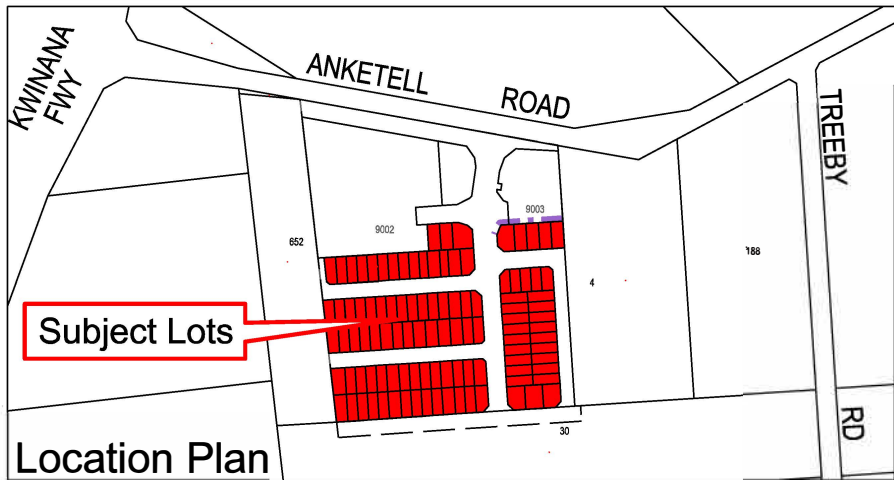 KWINANA
FWY
ANKETELL ROAD
TREEBY
RD
9002
9003
652
4
188
Subject Lots
30
Location Plan